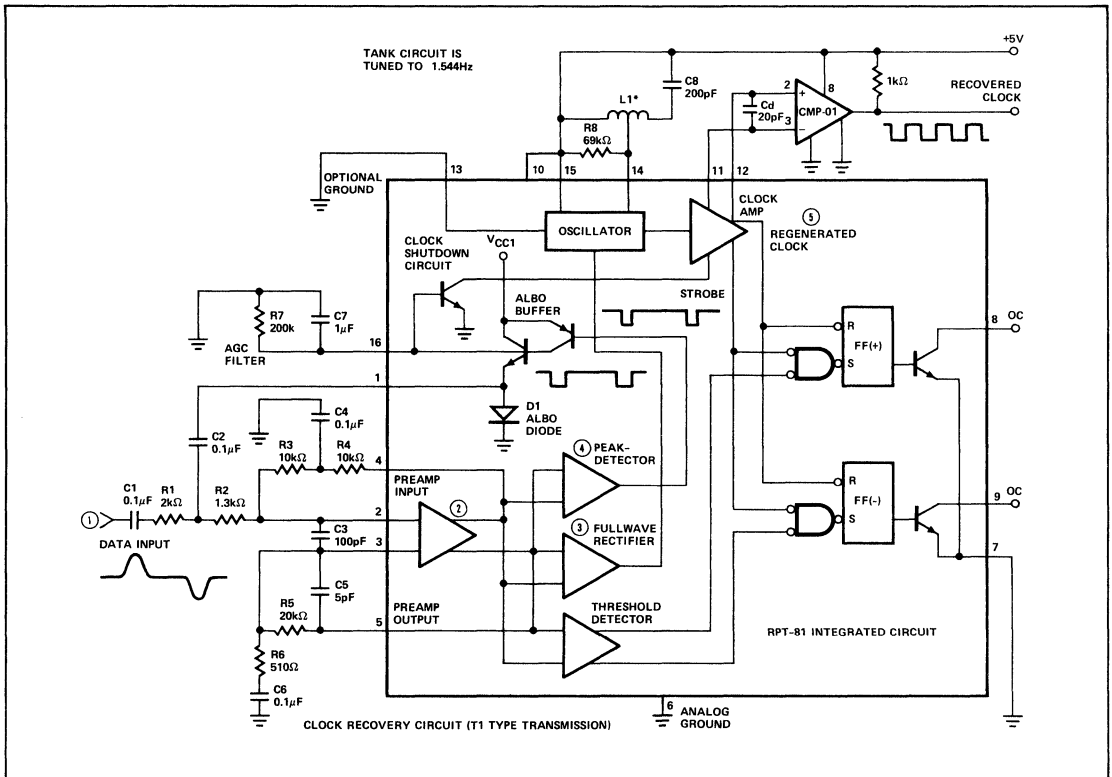 TANK CIRCUIT IS
TUNED TO 1.544Hz
+5V
C8
200pF
1kΩ
RECOVERED
CLOCK
L1*
2
+
8
Cd
20pF
CMP-01
3
−
R8
69kΩ
OPTIONAL
GROUND
13
10
15
14
11
12
CLOCK
AMP
5
REGENERATED
CLOCK
OSCILLATOR
CLOCK
SHUTDOWN
CIRCUIT
VCC1
STROBE
ALBO
BUFFER
R7
200k
C7
1μF
AGC
FILTER
16
R
FF(+)
S
8
OC
1
D1
ALBO
DIODE
C2
0.1μF
C4
0.1μF
R3
10kΩ
R4
10kΩ
4
PREAMP
INPUT
4
PEAK-
DETECTOR
C1
0.1μF
R1
2kΩ
R2
1.3kΩ
1
DATA INPUT
2
2
C3
100pF
3
3
FULLWAVE
RECTIFIER
R
FF(-)
S
9
OC
7
C5
5pF
R5
20kΩ
5
PREAMP
OUTPUT
THRESHOLD
DETECTOR
RPT-81 INTEGRATED CIRCUIT
R6
510Ω
C6
0.1μF
6
ANALOG
GROUND
CLOCK RECOVERY CIRCUIT (T1 TYPE TRANSMISSION)